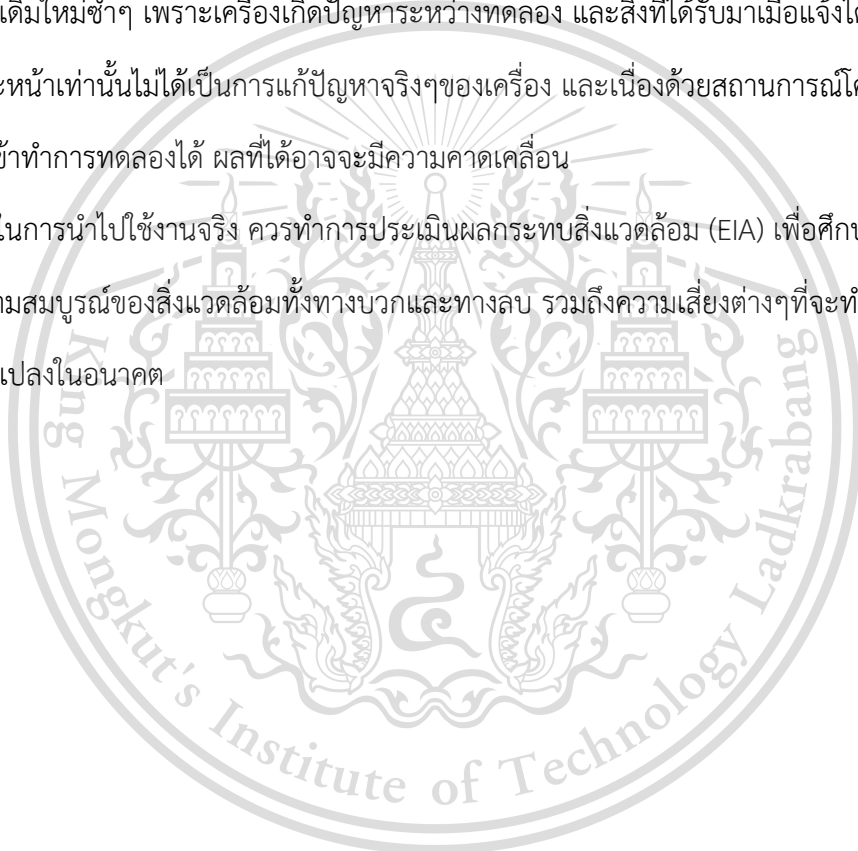 เดิมใหม่ซ้ำๆ เพราะเครื่องเกิดปัญหาระหว่างทดลอง และสิ่งที่ได้รับมาเมื่อแจ้ง
หน้าเท่านั้นไม่ได้เป็นการแก้ปัญหาจริงๆของเครื่อง และเนื่องด้วยสถานการณ์
ทำการทดลองได้ ผลที่ได้อาจจะมีความคาดเคลื่อน
ในการนำไปใช้งานจริง ควรทำการประเมินผลกระทบสิ่งแวดล้อม (EIA) เพื่อ
สมบูรณ์ของสิ่งแวดล้อมทั้งทางบวกและทางลบ รวมถึงความเสี่ยงต่างๆที่จะทำ
แปลงในอนาคต
King Mongkut's Institute of Technology Ladkrabang